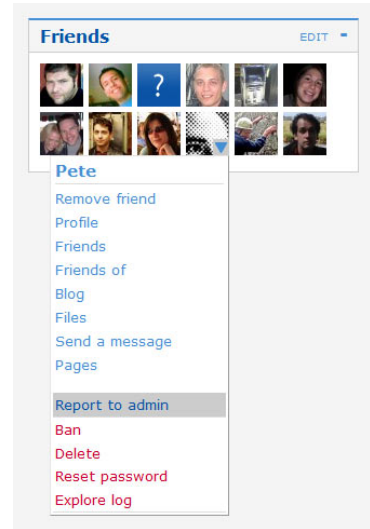 Friends EDIT -
?
Pete
Remove friend
Profile
Friends
Friends of
Blog
Files
Send a message
Pages
Report to admin
Ban
Delete
Reset password
Explore log